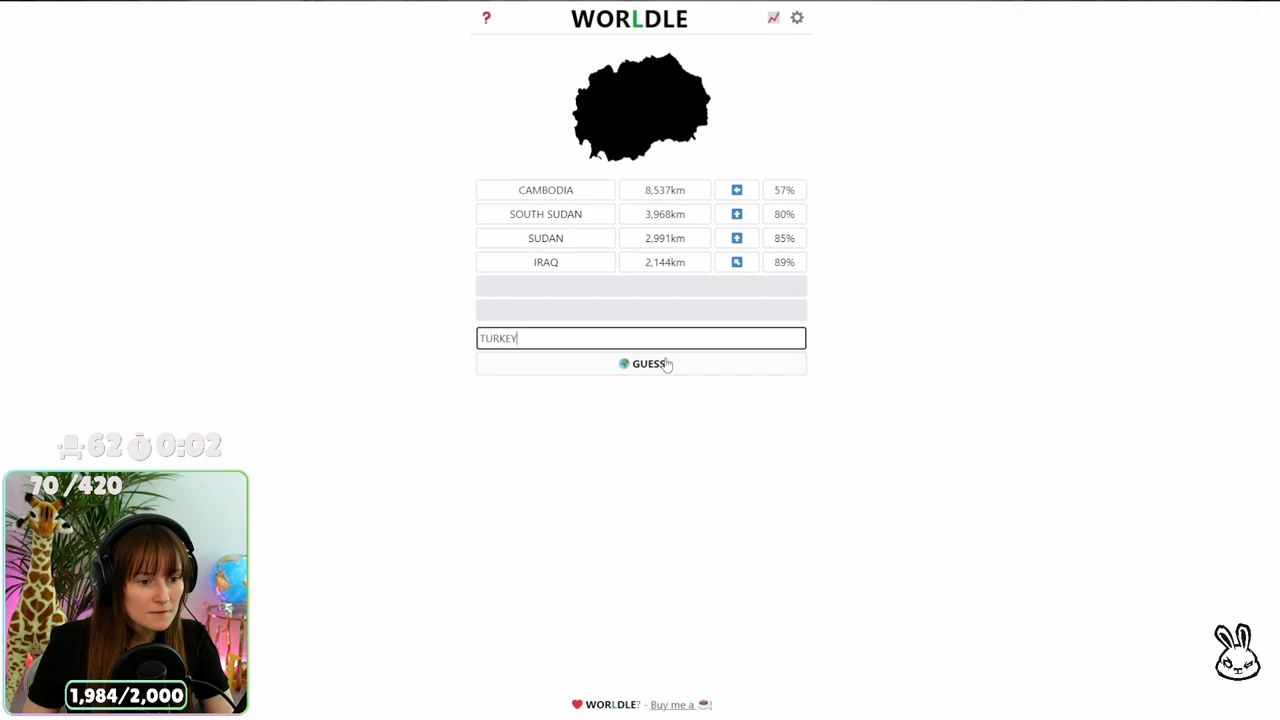 ?
WORLDLE
CAMBODIA 8,537km 57%
SOUTH SUDAN 3,968km 80%
SUDAN 2,991km 85%
IRAQ 2,144km 89%
TURKEY
GUESS
62 0:02
70 /420
1,984/2,000
WORLDLE? - Buy me a !